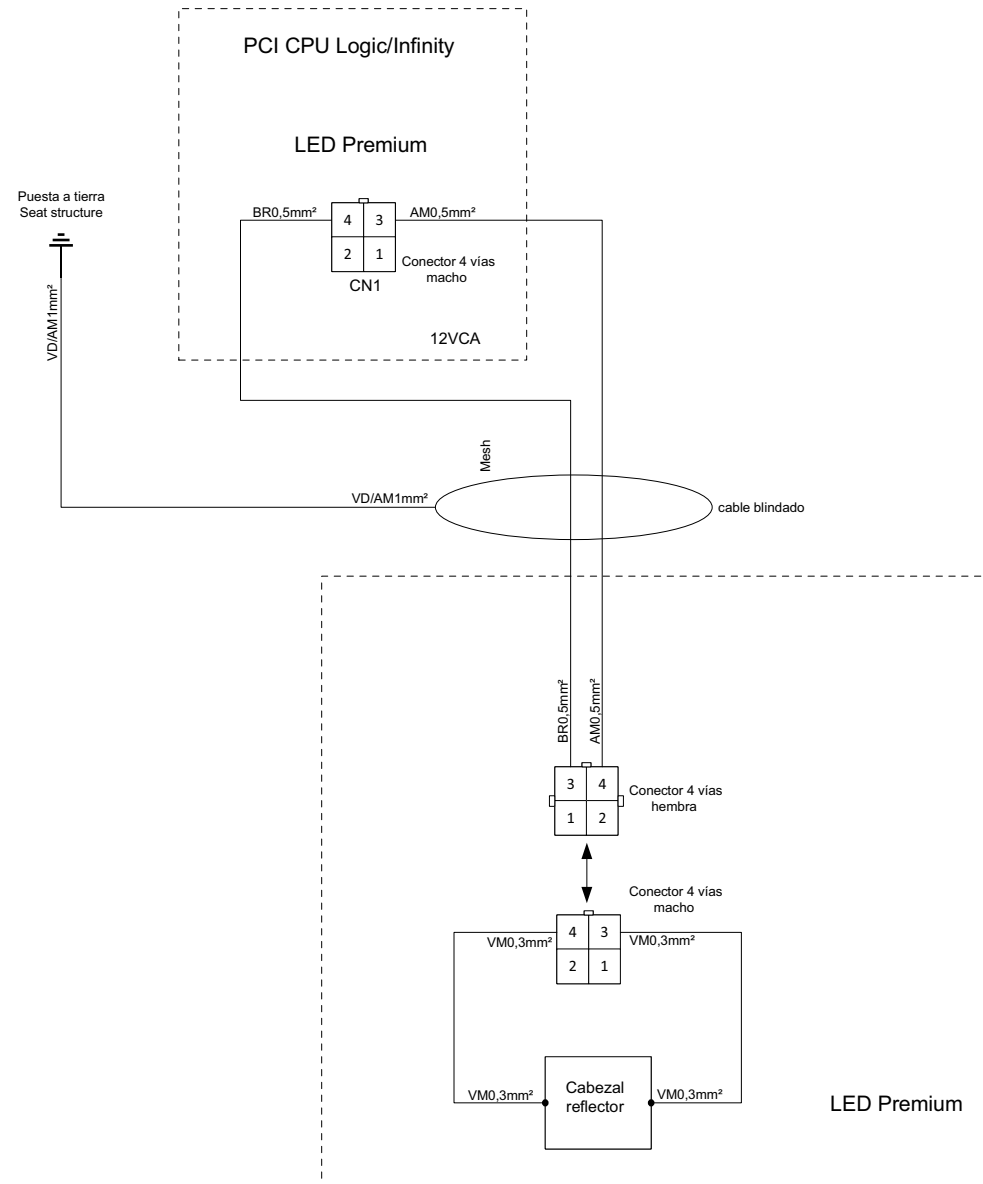 PCI CPU Logic/Infinity
LED Premium
Puesta a tierra
Seat structure
BR0,5mm²
4 3
AM0,5mm²
2 1
Conector 4 vías
macho
CN1
12VCA
VD/AM1mm²
Mesh
VD/AM1mm²
cable blindado
BR0,5mm²
AM0,5mm²
3 4
1 2
Conector 4 vías
hembra
Conector 4 vías
macho
4 3
VM0,3mm²
VM0,3mm²
2 1
Cabezal
reflector
VM0,3mm²
VM0,3mm²
LED Premium